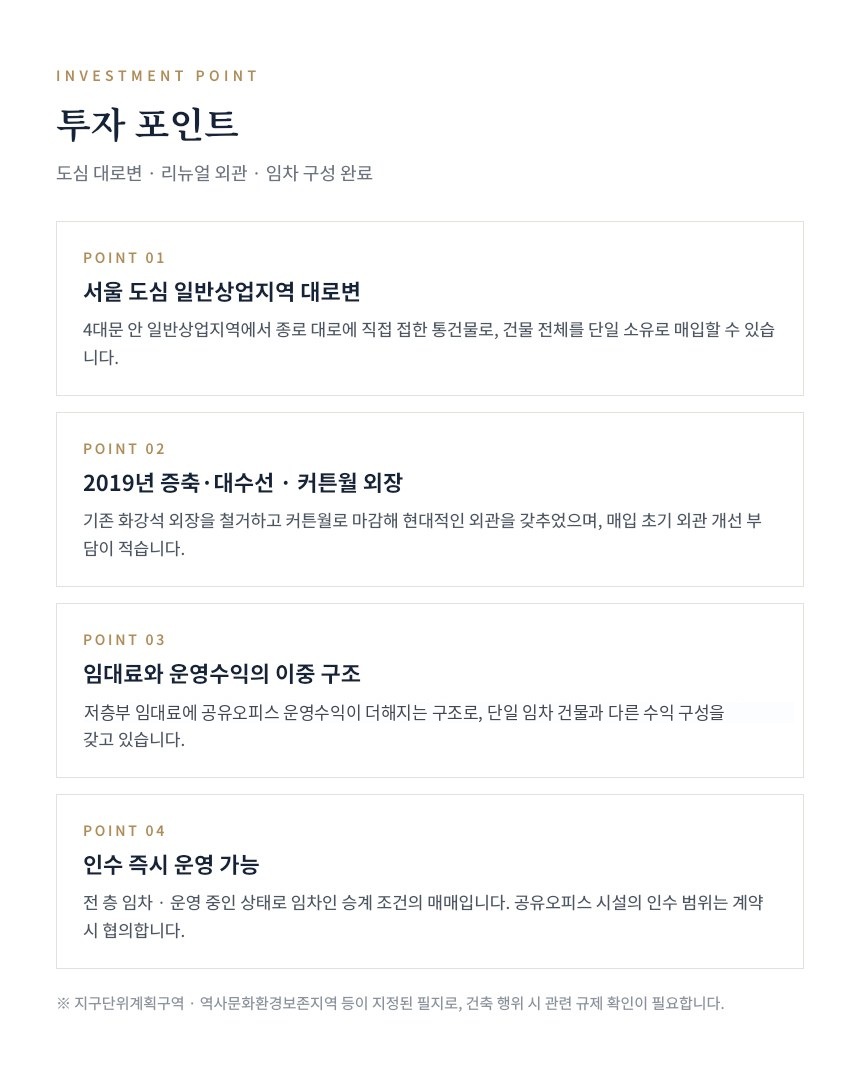 INVESTMENT POINT
투자 포인트
도심 대로변 · 리뉴얼 외관 · 임차 구성 완료
POINT 01
서울 도심 일반상업지역 대로변
4대문 안 일반상업지역에서 종로 대로에 직접 접한 통건물로, 건물 전체를 단일 소유로 매입할 수 있습
니다.
POINT 02
2019년 증축·대수선 · 커튼월 외장
기존 화강석 외장을 철거하고 커튼월로 마감해 현대적인 외관을 갖추었으며, 매입 초기 외관 개선 부
담이 적습니다.
POINT 03
임대료와 운영수익의 이중 구조
저층부 임대료에 공유오피스 운영수익이 더해지는 구조로, 단일 임차 건물과 다른 수익 구성을
갖고 있습니다.
POINT 04
인수 즉시 운영 가능
전 층 임차 · 운영 중인 상태로 임차인 승계 조건의 매매입니다. 공유오피스 시설의 인수 범위는 계약
시 협의합니다.
※ 지구단위계획구역 · 역사문화환경보존지역 등이 지정된 필지로, 건축 행위 시 관련 규제 확인이 필요합니다.